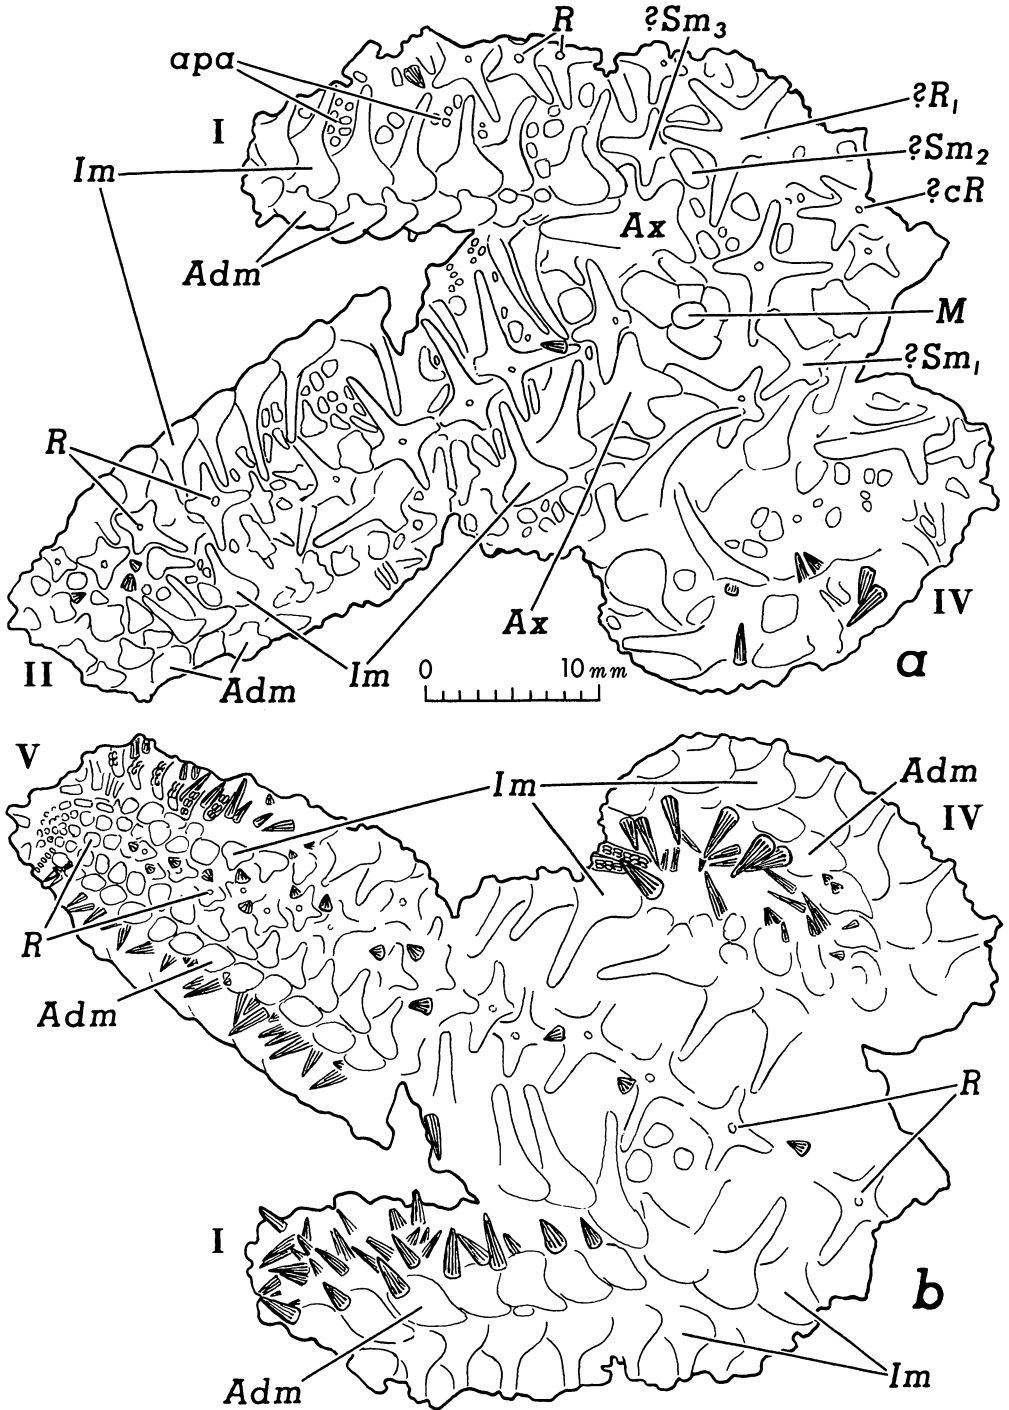 R ?Sm₃
apa
I ?R₁
Im ?Sm₂
?cR
Ax
Adm
M
?Sm₁
R
IV
Ax
II Im 0 10 mm a
Adm
V
Im Adm
IV
R
Adm
R
I
b
Adm Im